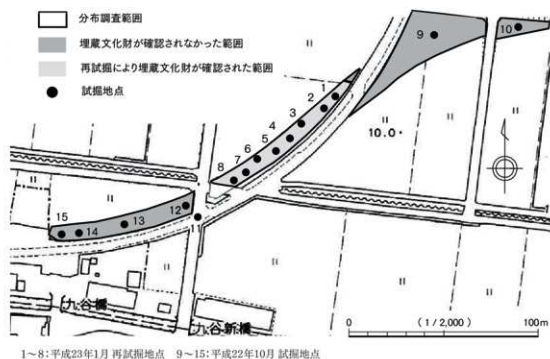 分布調査範囲
埋蔵文化財が確認されなかった範囲
再試掘により埋蔵文化財が確認された範囲
試掘地点
9
10
1
2
3
4
5
6
7
8
10.0
11
12
13
14
15
九谷橋
九谷新橋
0 (1/2,000) 100m
1~8:平成23年1月 再試掘地点 9~15:平成22年10月 試掘地点